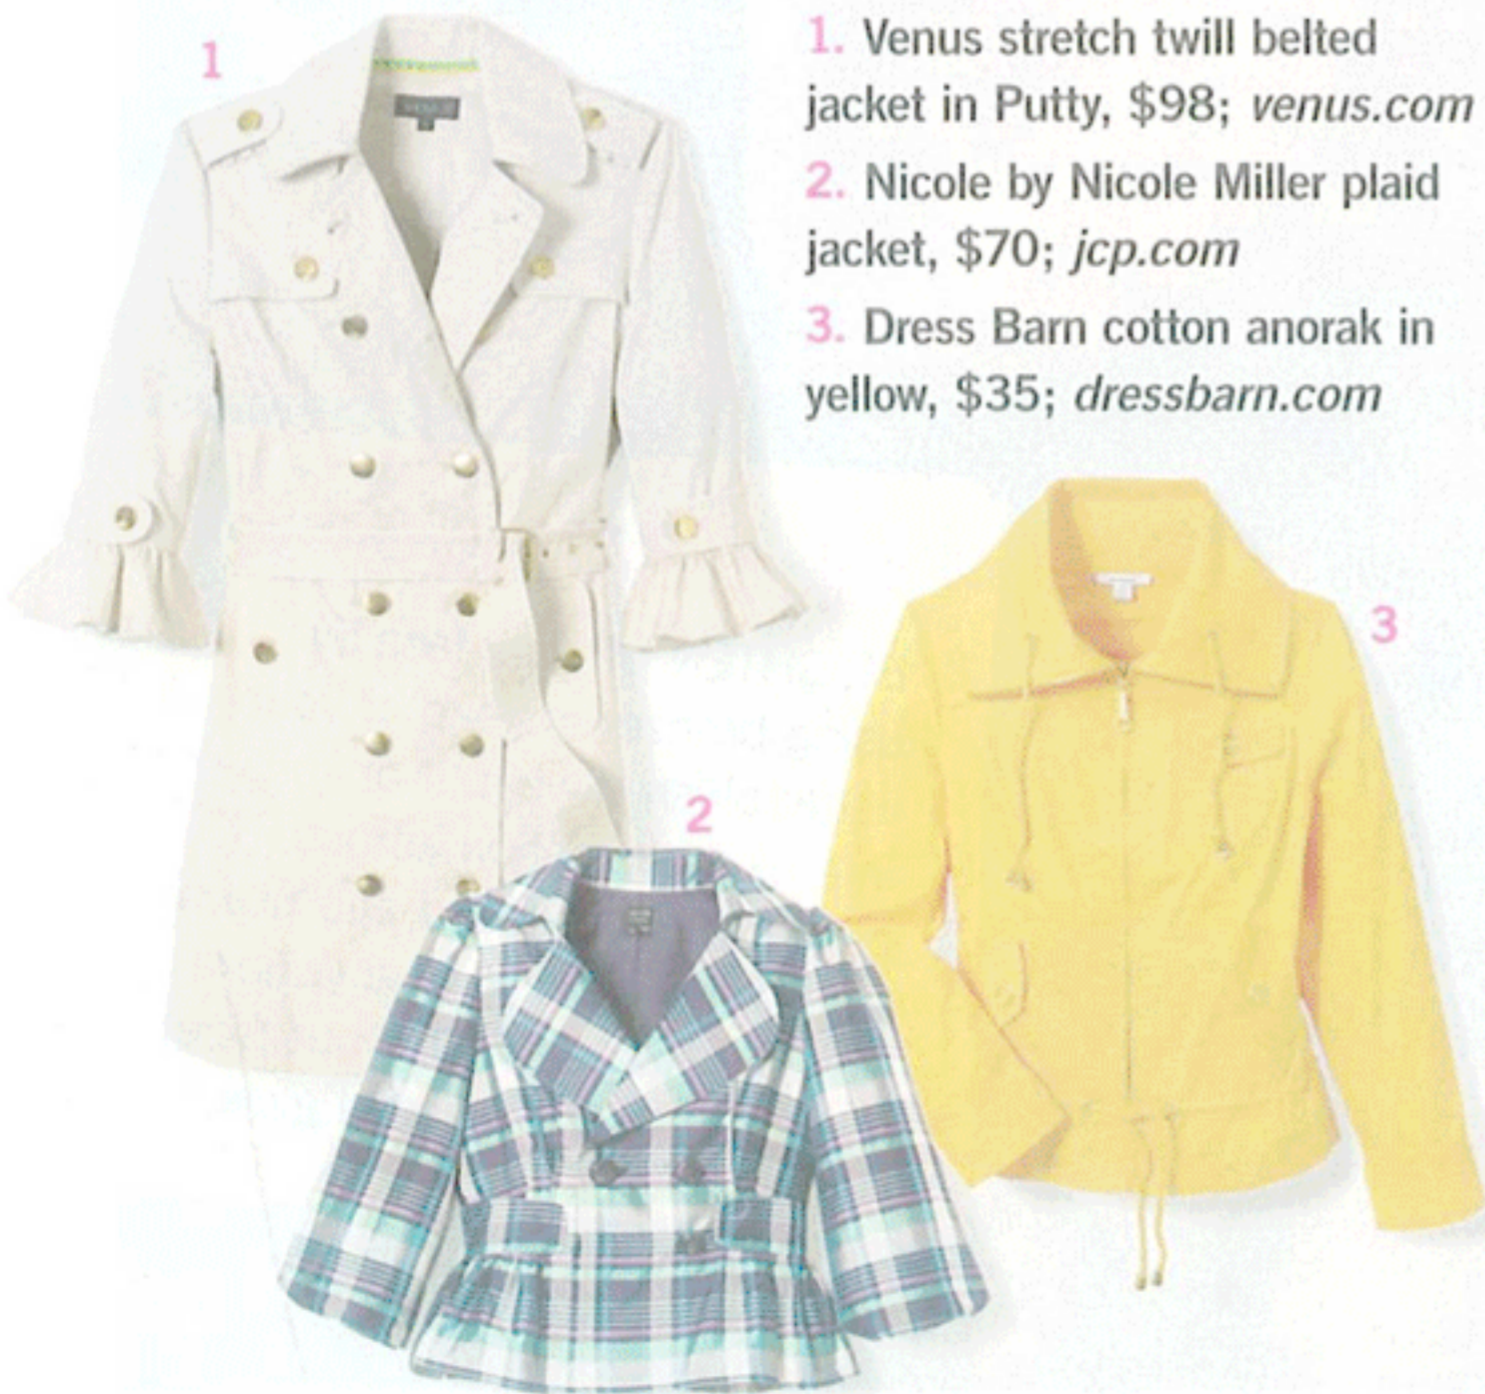 1
1. Venus stretch twill belted
jacket in Putty, $98; venus.com
2. Nicole by Nicole Miller plaid
jacket, $70; jcp.com
3. Dress Barn cotton anorak in
yellow, $35; dressbarn.com
3
2